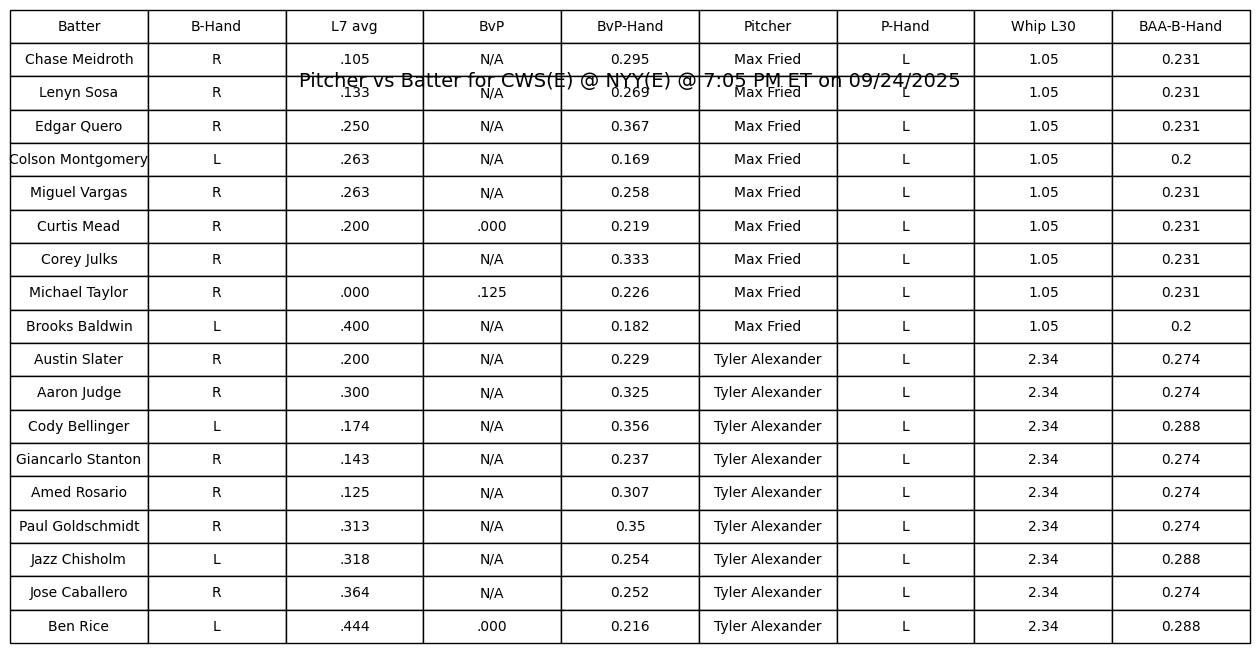 Batter B-Hand L7 avg BvP BvP-Hand Pitcher P-Hand Whip L30 BAA-B-Hand
Chase Meidroth R .105 N/A 0.295 Max Fried L 1.05 0.231
Pitcher vs Batter for CWS(E) @ NYY(E) @ 7:05 PM ET on 09/24/2025
Lenyn Sosa R .133 N/A 0.269 Max Fried L 1.05 0.231
Edgar Quero R .250 N/A 0.367 Max Fried L 1.05 0.231
Colson Montgomery L .263 N/A 0.169 Max Fried L 1.05 0.2
Miguel Vargas R .263 N/A 0.258 Max Fried L 1.05 0.231
Curtis Mead R .200 .000 0.219 Max Fried L 1.05 0.231
Corey Julks R N/A 0.333 Max Fried L 1.05 0.231
Michael Taylor R .000 .125 0.226 Max Fried L 1.05 0.231
Brooks Baldwin L .400 N/A 0.182 Max Fried L 1.05 0.2
Austin Slater R .200 N/A 0.229 Tyler Alexander L 2.34 0.274
Aaron Judge R .300 N/A 0.325 Tyler Alexander L 2.34 0.274
Cody Bellinger L .174 N/A 0.356 Tyler Alexander L 2.34 0.288
Giancarlo Stanton R .143 N/A 0.237 Tyler Alexander L 2.34 0.274
Amed Rosario R .125 N/A 0.307 Tyler Alexander L 2.34 0.274
Paul Goldschmidt R .313 N/A 0.35 Tyler Alexander L 2.34 0.274
Jazz Chisholm L .318 N/A 0.254 Tyler Alexander L 2.34 0.288
Jose Caballero R .364 N/A 0.252 Tyler Alexander L 2.34 0.274
Ben Rice L .444 .000 0.216 Tyler Alexander L 2.34 0.288